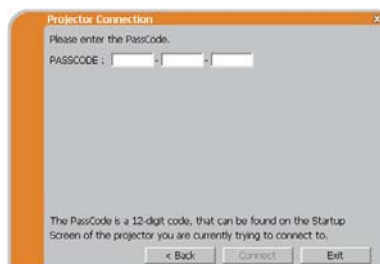 Projector Connection x
Please enter the PassCode.
PASSCODE : - -
The PassCode is a 12-digit code, that can be found on the Startup
Screen of the projector you are currently trying to connect to.
< Back Connect Exit